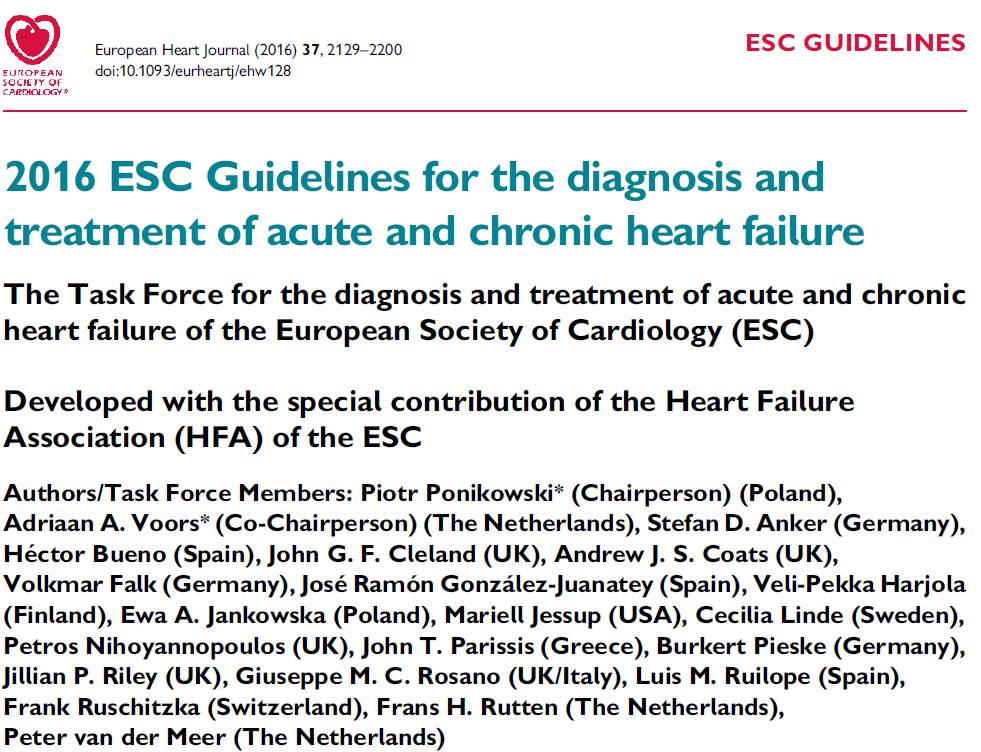 EUROPEAN
SOCIETY OF
CARDIOLOGY®
European Heart Journal (2016) 37, 2129–2200
doi:10.1093/eurheartj/ehw128
ESC GUIDELINES
2016 ESC Guidelines for the diagnosis and
treatment of acute and chronic heart failure
The Task Force for the diagnosis and treatment of acute and chronic
heart failure of the European Society of Cardiology (ESC)
Developed with the special contribution of the Heart Failure
Association (HFA) of the ESC
Authors/Task Force Members: Piotr Ponikowski* (Chairperson) (Poland),
Adriaan A. Voors* (Co-Chairperson) (The Netherlands), Stefan D. Anker (Germany),
Héctor Bueno (Spain), John G. F. Cleland (UK), Andrew J. S. Coats (UK),
Volkmar Falk (Germany), José Ramón González-Juanatey (Spain), Veli-Pekka Harjola
(Finland), Ewa A. Jankowska (Poland), Mariell Jessup (USA), Cecilia Linde (Sweden),
Petros Nihoyannopoulos (UK), John T. Parissis (Greece), Burkert Pieske (Germany),
Jillian P. Riley (UK), Giuseppe M. C. Rosano (UK/Italy), Luis M. Ruilope (Spain),
Frank Ruschitzka (Switzerland), Frans H. Rutten (The Netherlands),
Peter van der Meer (The Netherlands)